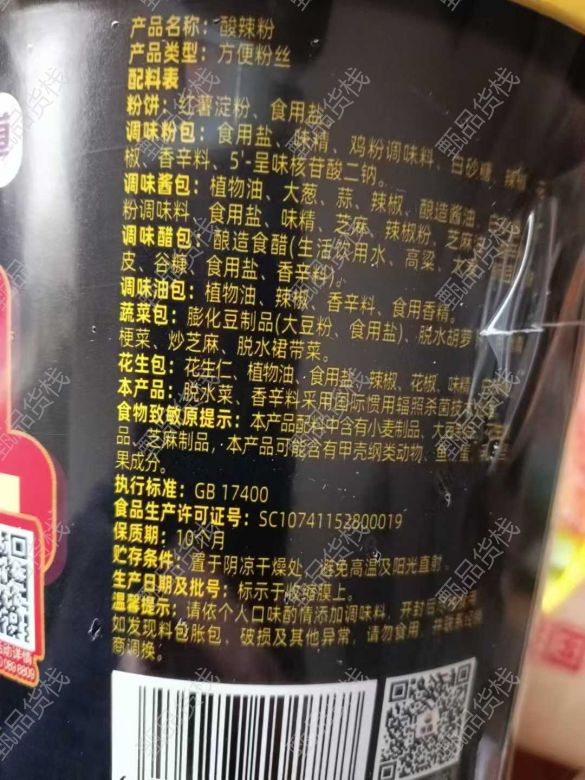 产品名称：酸辣粉
产品类型：方便粉丝
配料表
粉饼：红薯淀粉、食用盐
调味粉包：食用盐、味精、鸡粉调味料、白砂糖、辣
椒、香辛料、5'-呈味核苷酸二钠。
调味酱包：植物油、大葱、蒜、辣椒、酿造酱油、
粉调味料、食用盐、味精、芝麻、辣椒粉、芝麻
调味醋包：酿造食醋(生活饮用水、高粱、大
皮、谷糠、食用盐、香辛料)。
调味油包：植物油、辣椒、香辛料、食用香精。
蔬菜包：膨化豆制品(大豆粉、食用盐)、脱水胡萝
梗菜、炒芝麻、脱水裙带菜。
花生包：花生仁、植物油、食用盐、辣椒、花椒、味精
本产品：脱水菜、香辛料采用国际惯用辐照杀菌技
食物致敏原提示：本产品配料中含有小麦制品、大
品、芝麻制品，本产品可能含有甲壳纲类动物、鱼、蛋、
果成分。
执行标准：GB 17400
食品生产许可证号：SC10741152800019
保质期：10个月
贮存条件：置于阴凉干燥处，避免高温及阳光直射。
生产日期及批号：标示于收缩膜上。
温馨提示：请依个人口味酌情添加调味料，开封后
如发现料包胀包，破损及其他异常，请勿食用，并
商调换。
动详情
甄品货栈